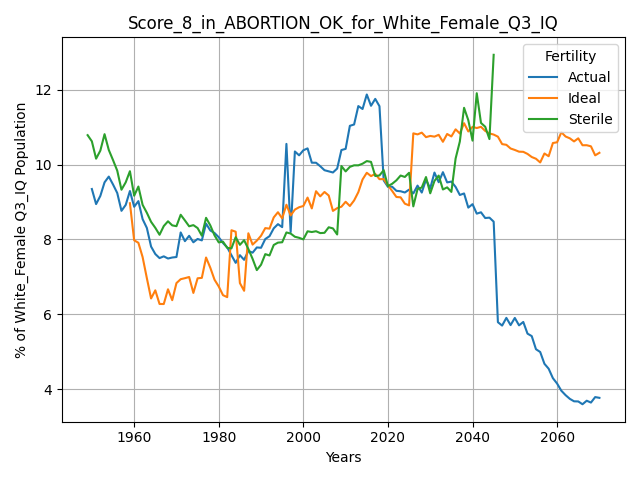 Score_8_in_ABORTION_OK_for_White_Female_Q3_IQ
% of White_Female Q3_IQ Population
12
10
8
6
4
Fertility
Actual
Ideal
Sterile
1960
1980
2000
2020
2040
2060
Years